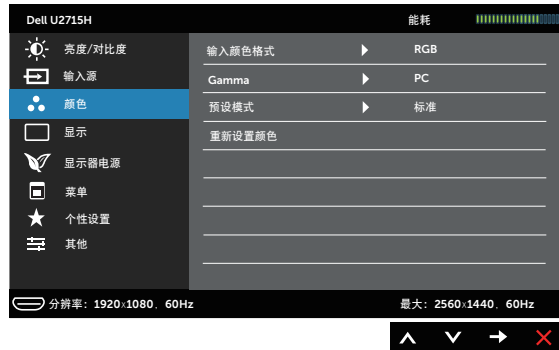 Dell U2715H 能耗
亮度/对比度
输入源
颜色
显示
显示器电源
菜单
个性设置
其他
输入颜色格式 RGB
Gamma PC
预设模式 标准
重新设置颜色
分辨率: 1920x1080, 60Hz 最大: 2560x1440, 60Hz